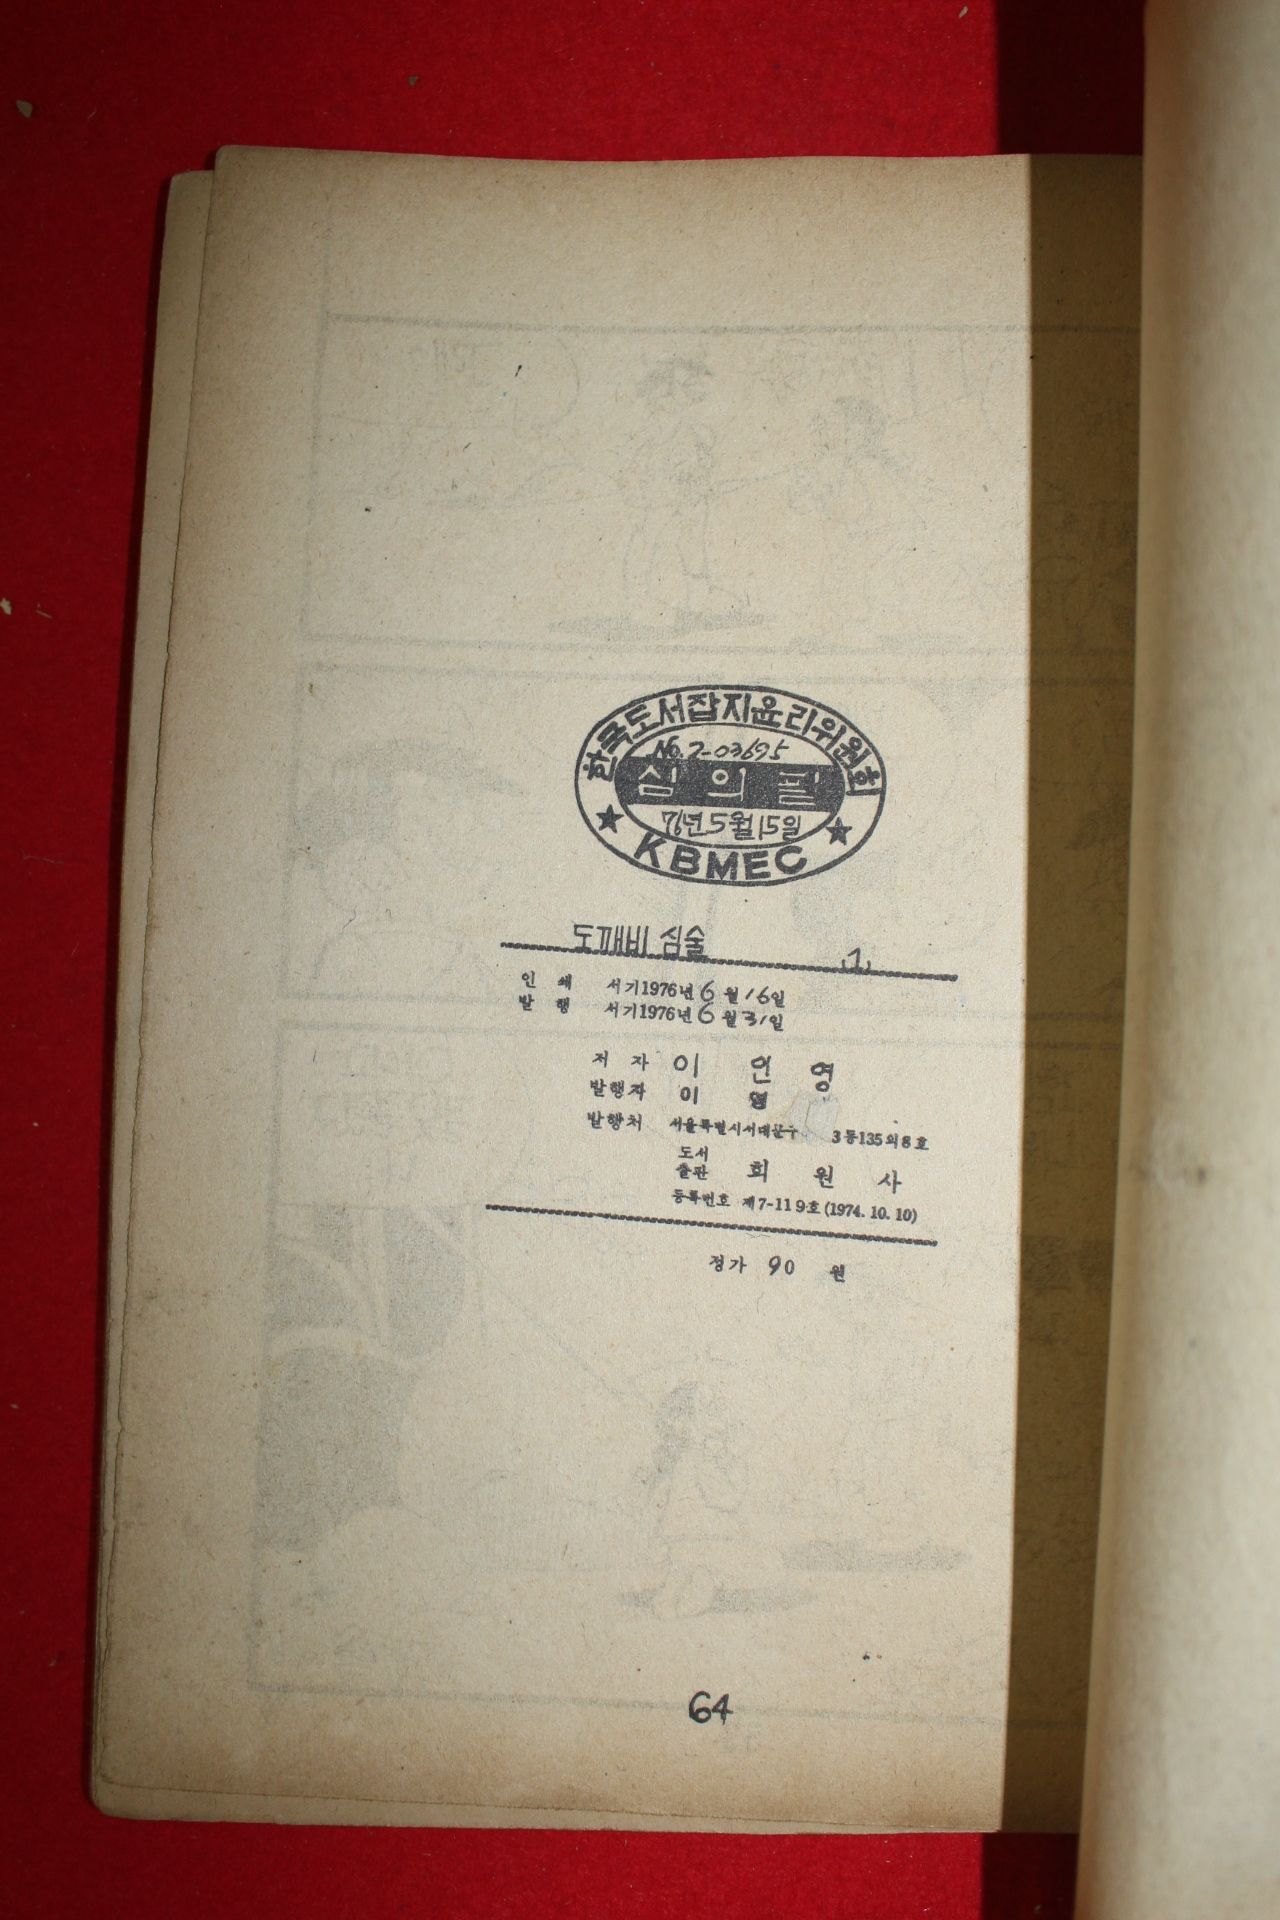 한국도서잡지윤리위원회
No. 7-03695
심의필
76년 5월 15일
KBMEC
도깨비 심술 1
인쇄 서기1976년 6월 16일
발행 서기1976년 6월 31일
저자 이 인 영
발행자 이 영
발행처 서울특별시서대문구 3동135의8호
도서출판 희 원 사
등록번호 제7-119호(1974. 10. 10)
정가 90 원
64